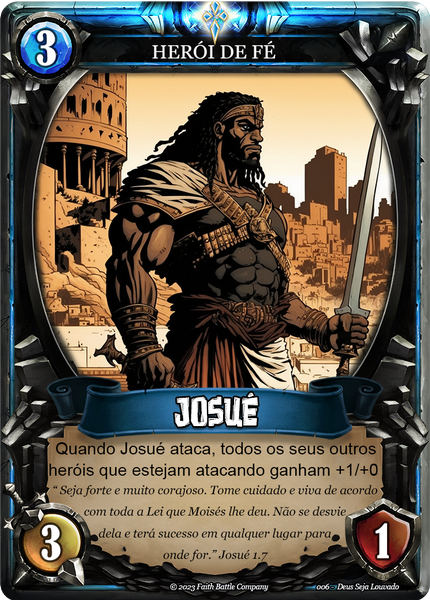 3
HERÓI DE FÉ
JOSUÉ
Quando Josué ataca, todos os seus outros
heróis que estejam atacando ganham +1/+0
“ Seja forte e muito corajoso. Tome cuidado e viva de acordo
com toda a Lei que Moisés lhe deu. Não se desvie
dela e terá sucesso em qualquer lugar para
onde for.” Josué 1.7
3
1
© 2023 Faith Battle Company
006 - Deus Seja Louvado